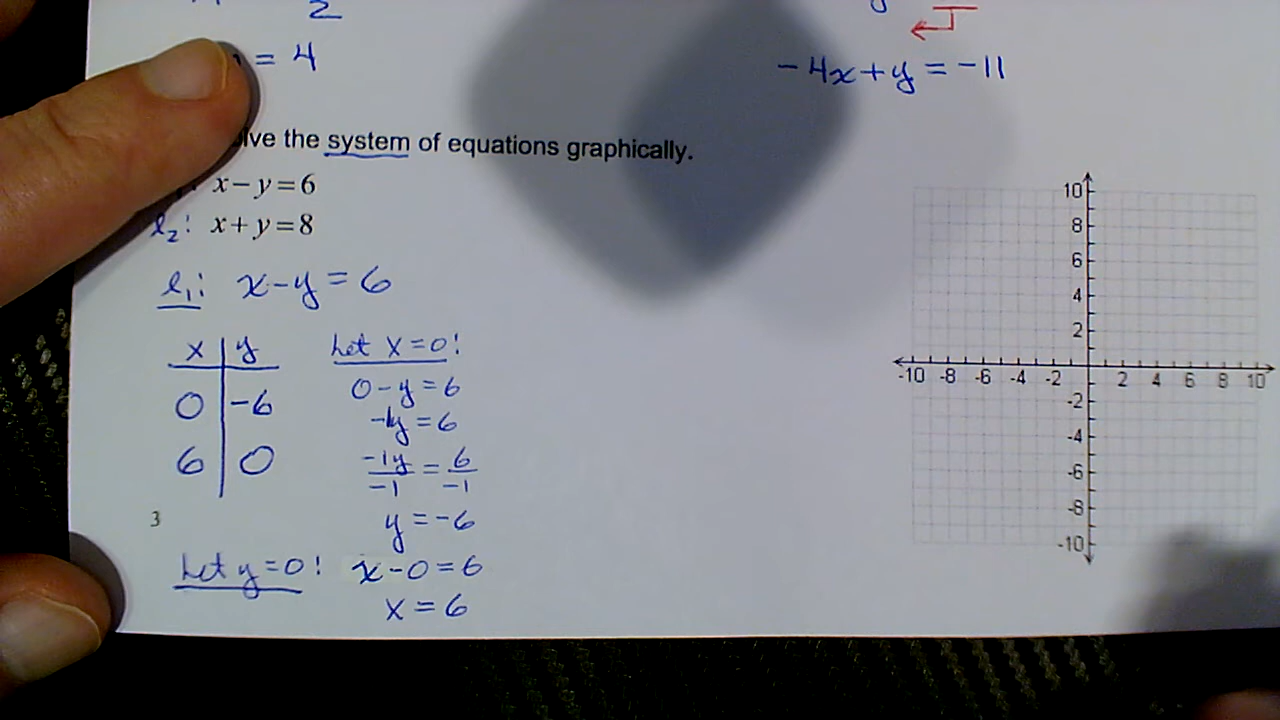 2
= 4
-4x+y = -11
lve the system of equations graphically.
x-y=6
l₂: x+y=8
l₁: x-y = 6
x y
0 -6
6 0
Let x=0:
0-y=6
-1y=6
-1y/-1 = 6/-1
y = -6
3
Let y=0: x-0=6
x = 6
10
8
6
4
2
-10 -8 -6 -4 -2 2 4 6 8 10
-2
-4
-6
-8
-10